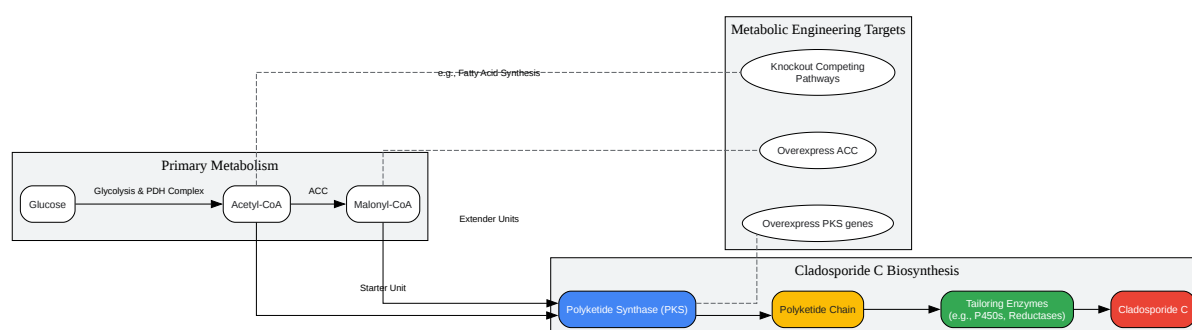 Metabolic Engineering Targets
Knockout Competing
Pathways
e.g., Fatty Acid Synthesis
Overexpress ACC
Primary Metabolism
Glycolysis & PDH Complex
ACC
Glucose
Acetyl-CoA
Malonyl-CoA
Extender Units
Overexpress PKS genes
Cladosporide C Biosynthesis
Starter Unit
Polyketide Synthase (PKS)
Polyketide Chain
Tailoring Enzymes
(e.g., P450s, Reductases)
Cladosporide C